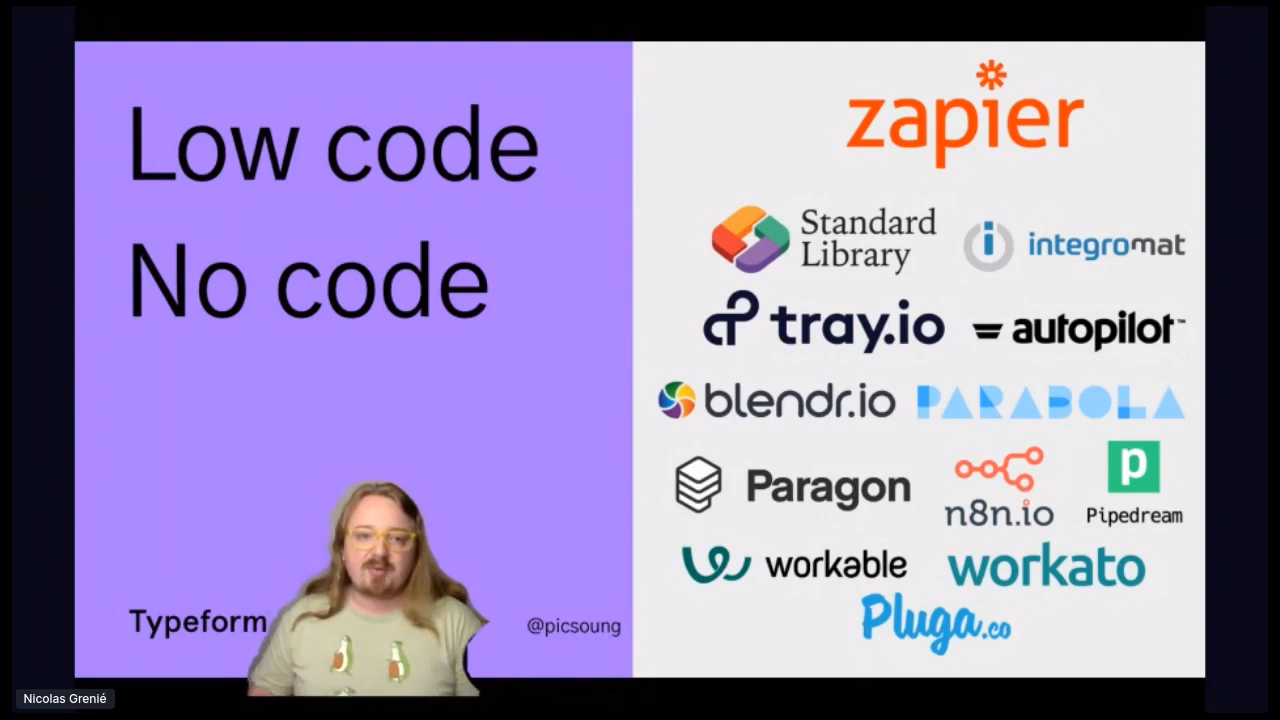 Low code
No code
Typeform
@picsoung
zapier
Standard
Library
integromat
tray.io
autopilot™
blendr.io
PARABOLA
Paragon
n8n.io
p
Pipedream
workable
workato
Pluga.co
Nicolas Grenié